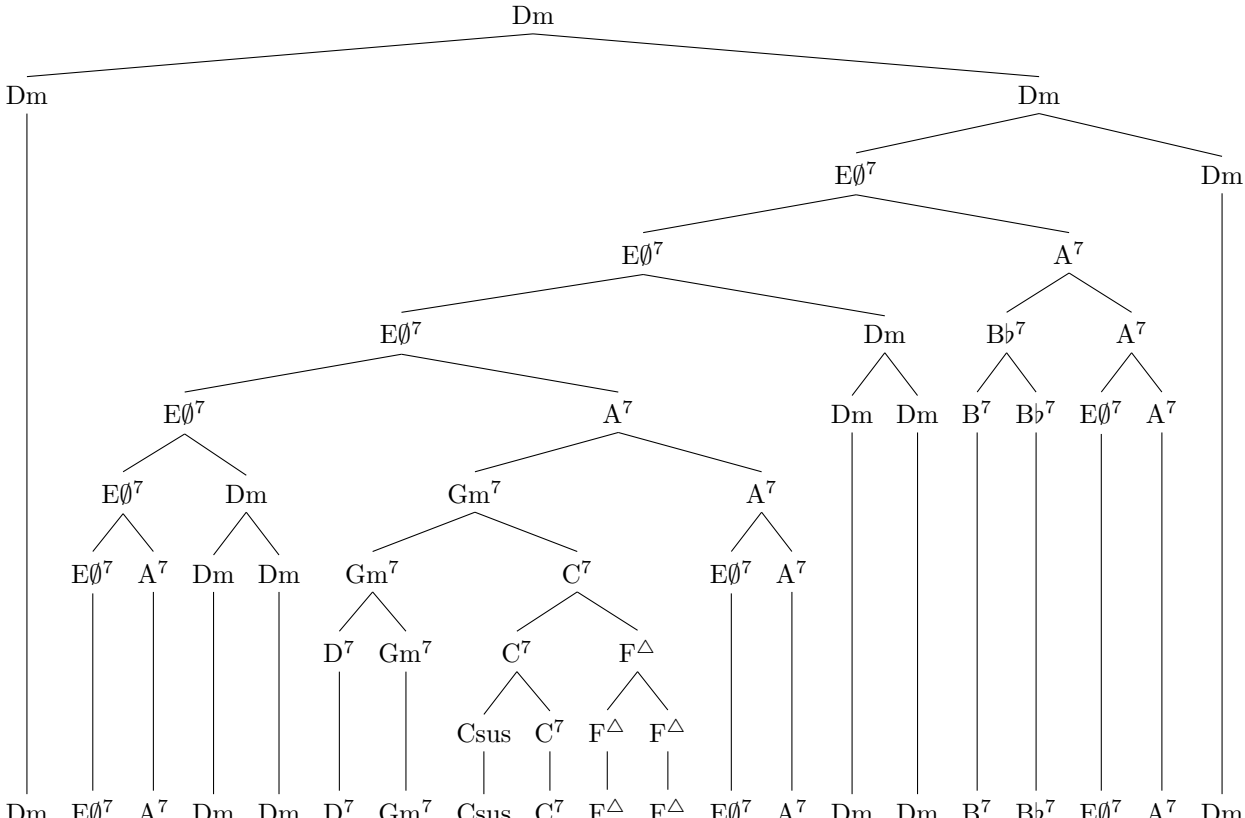 Dm
Dm Dm
EØ⁷ Dm
EØ⁷ A⁷
EØ⁷ Dm B♭⁷ A⁷
EØ⁷ A⁷ Dm Dm B⁷ B♭⁷ EØ⁷ A⁷
EØ⁷ Dm Gm⁷ A⁷
EØ⁷ A⁷ Dm Dm Gm⁷ C⁷ EØ⁷ A⁷
D⁷ Gm⁷ C⁷ F△
Csus C⁷ F△ F△
Dm EØ⁷ A⁷ Dm Dm D⁷ Gm⁷ Csus C⁷ F△ F△ EØ⁷ A⁷ Dm Dm B⁷ B♭⁷ EØ⁷ A⁷ Dm